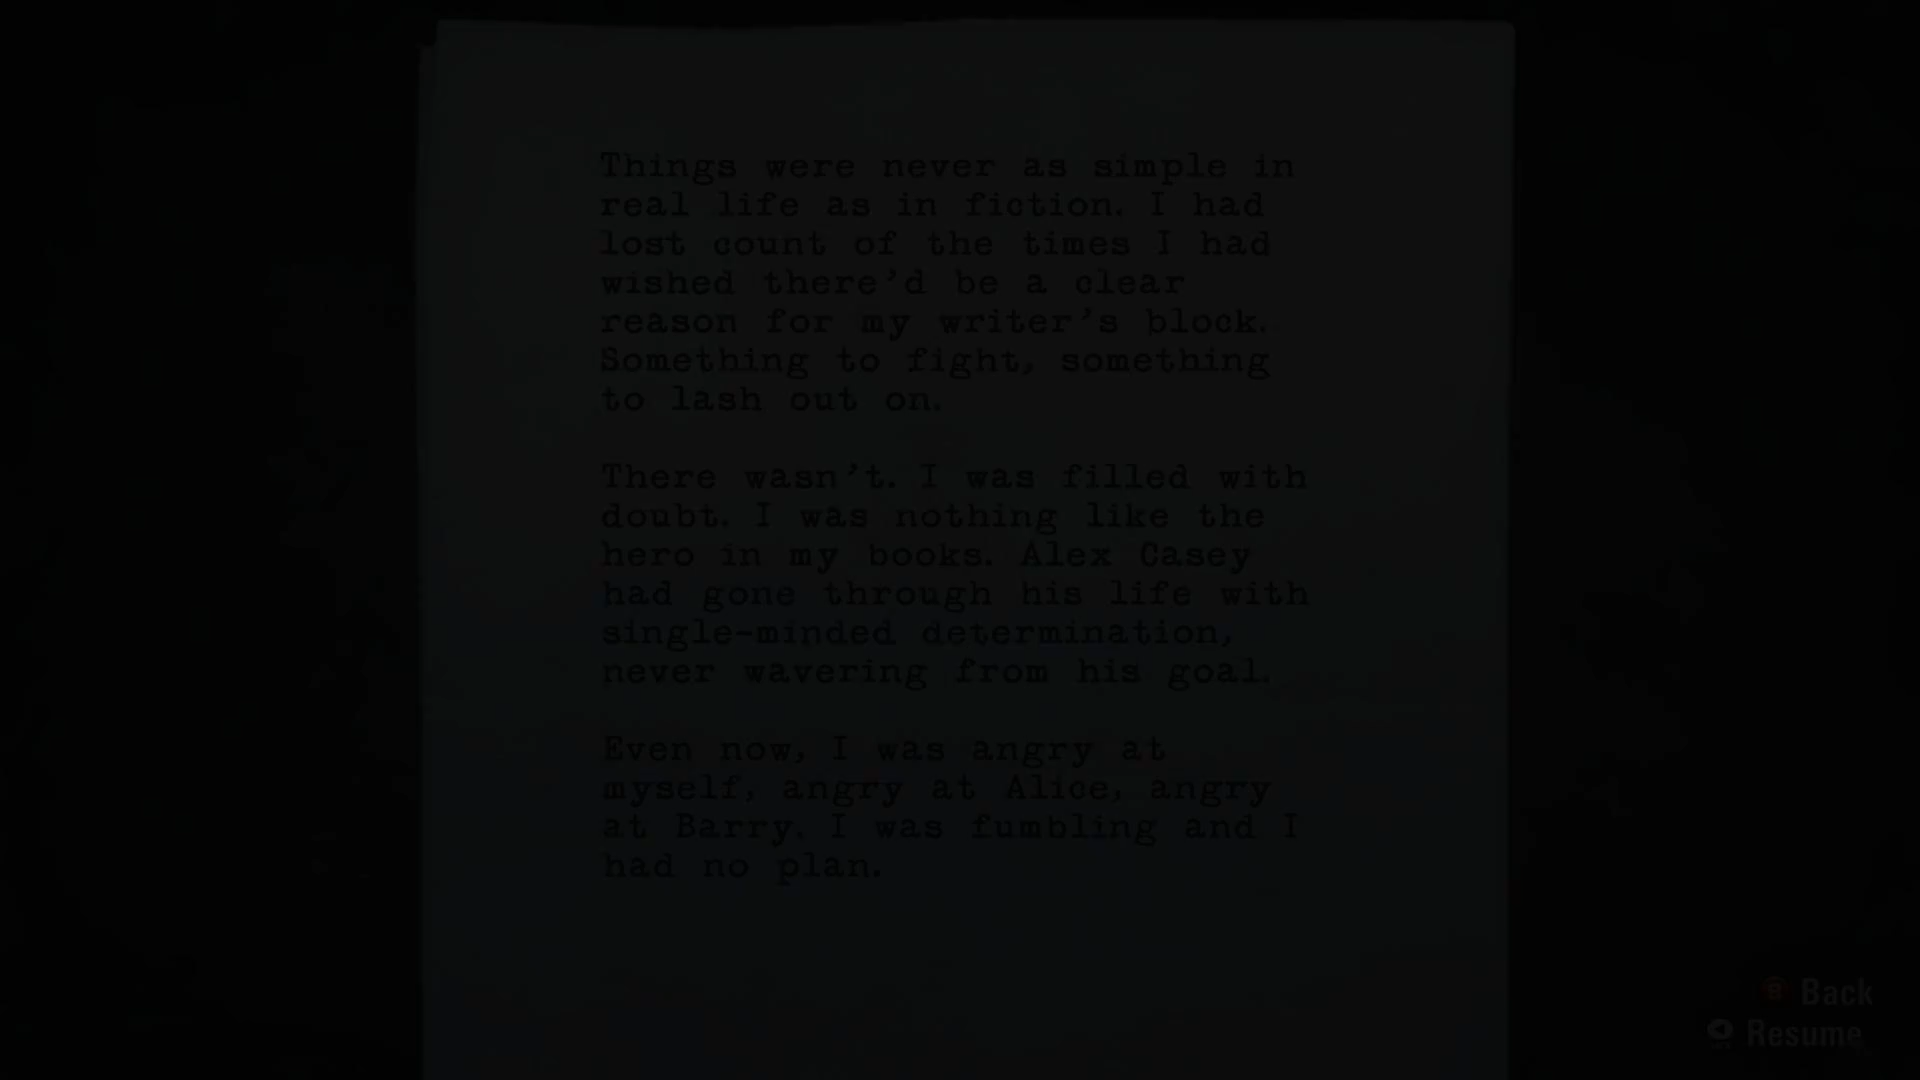 Things were never as simple in
real life as in fiction. I had
lost count of the times I had
wished there'd be a clear
reason for my writer's block.
Something to fight, something
to lash out on.
There wasn't. I was filled with
doubt. I was nothing like the
hero in my books. Alex Casey
had gone through his life with
single-minded determination,
never wavering from his goal.
Even now, I was angry at
myself, angry at Alice, angry
at Barry. I was fumbling and I
had no plan.
Back
Resume